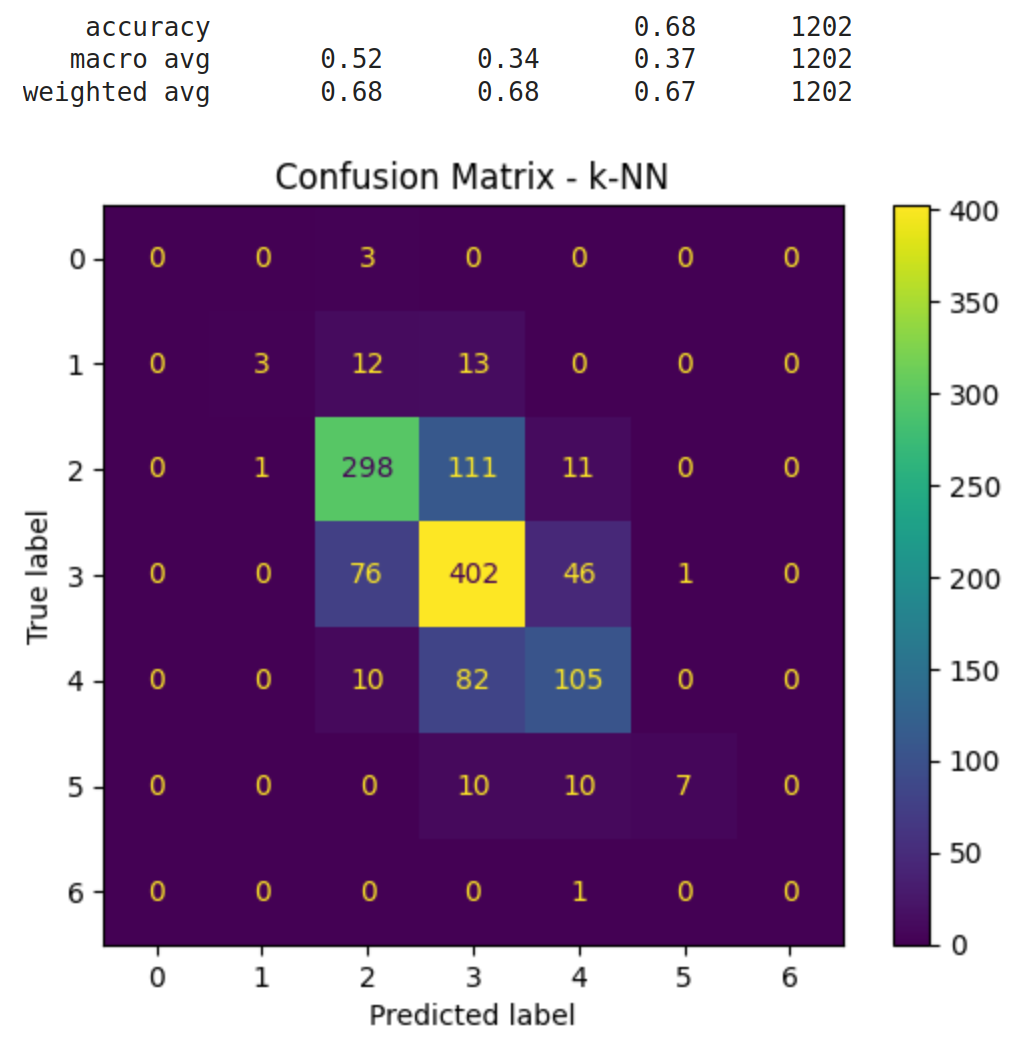 accuracy 0.68 1202
macro avg 0.52 0.34 0.37 1202
weighted avg 0.68 0.68 0.67 1202
Confusion Matrix - k-NN
400
0 0 0 3 0 0 0 0
350
1 0 3 12 13 0 0 0
300
2 0 1 298 111 11 0 0
250
True label
3 0 0 76 402 46 1 0
200
4 0 0 10 82 105 0 0
150
100
5 0 0 0 10 10 7 0
50
6 0 0 0 0 1 0 0
0
0 1 2 3 4 5 6
Predicted label